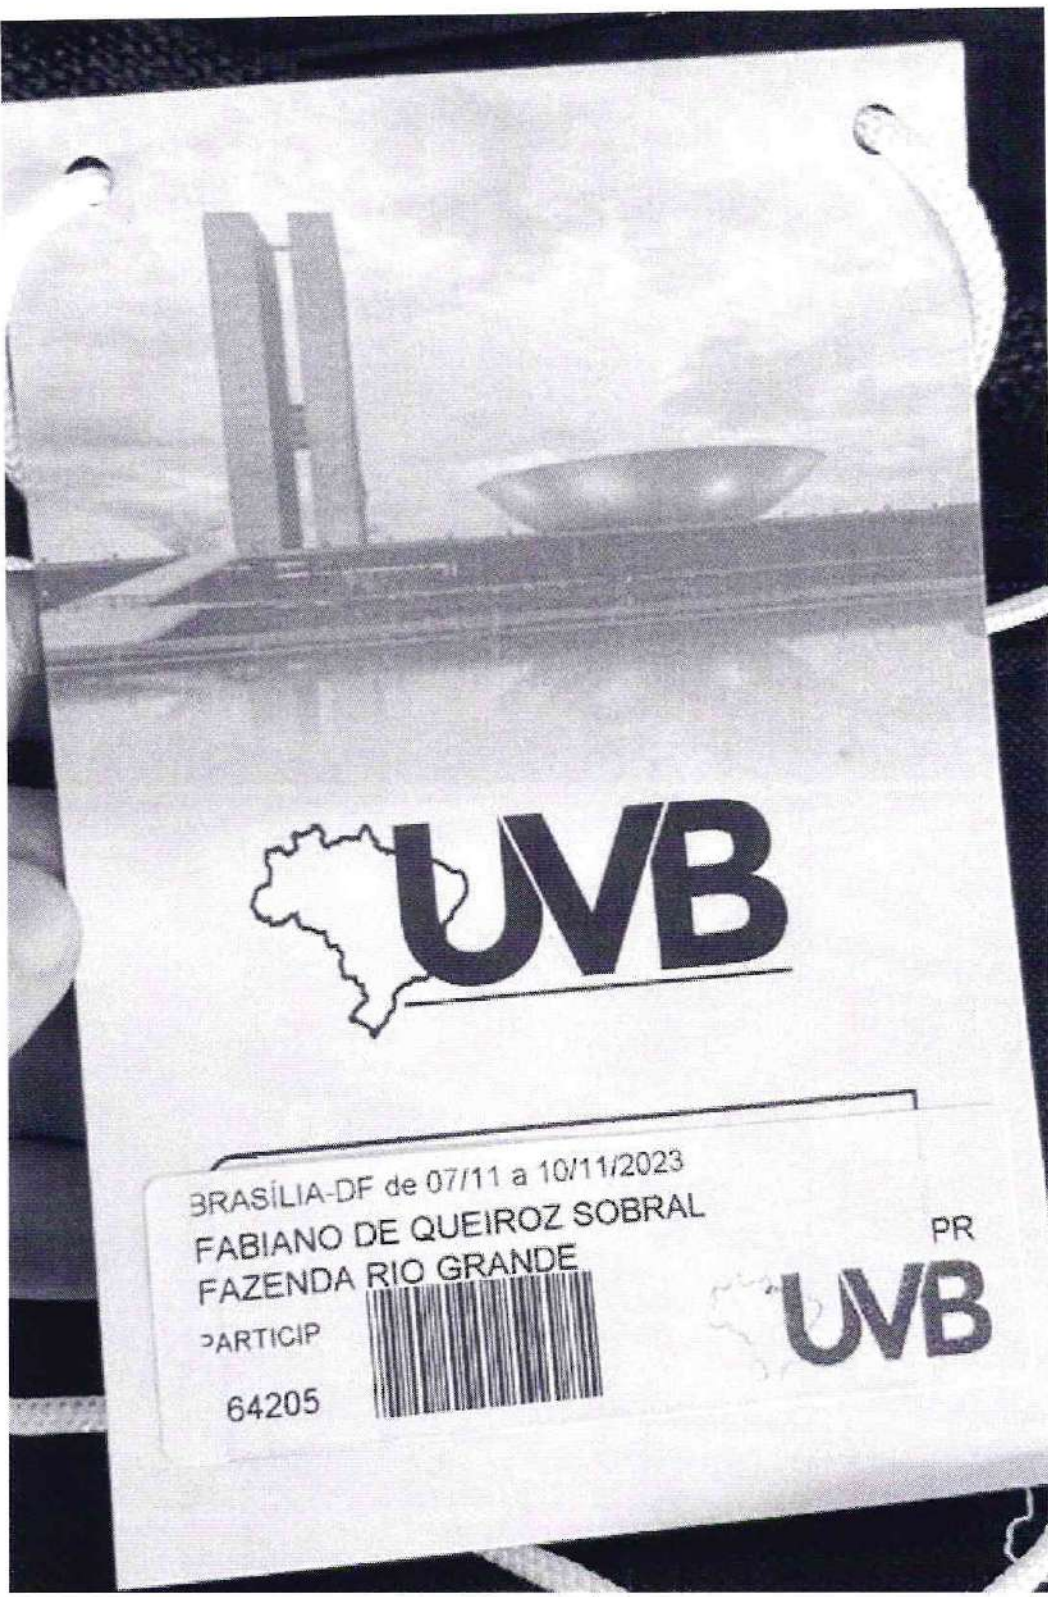 UVB
BRASÍLIA-DF de 07/11 a 10/11/2023
FABIANO DE QUEIROZ SOBRAL
FAZENDA RIO GRANDE
PR
PARTICIP
UVB
64205